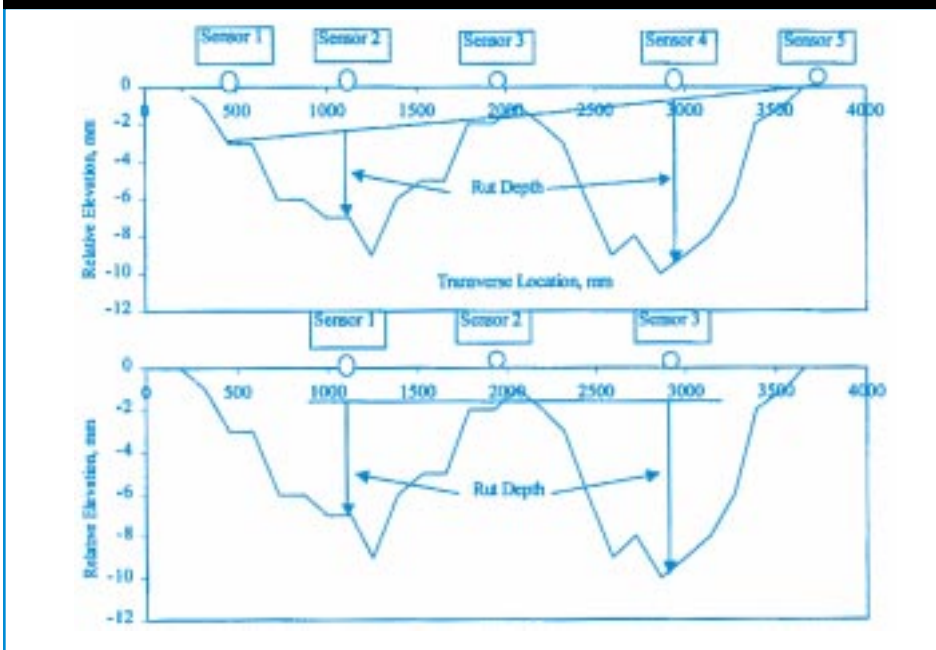 Sensor 1 Sensor 2 Sensor 3 Sensor 4 Sensor 5
0
0 500 1000 1500 2000 2500 3000 3500 4000
-2
-4
Rut Depth
-6
-8
-10
Transverse Location, mm
-12
Relative Elevation, mm
Sensor 1 Sensor 2 Sensor 3
0
0 500 1000 1500 2000 2500 3000 3500 4000
-2
-4
Rut Depth
-6
-8
-10
-12
Relative Elevation, mm